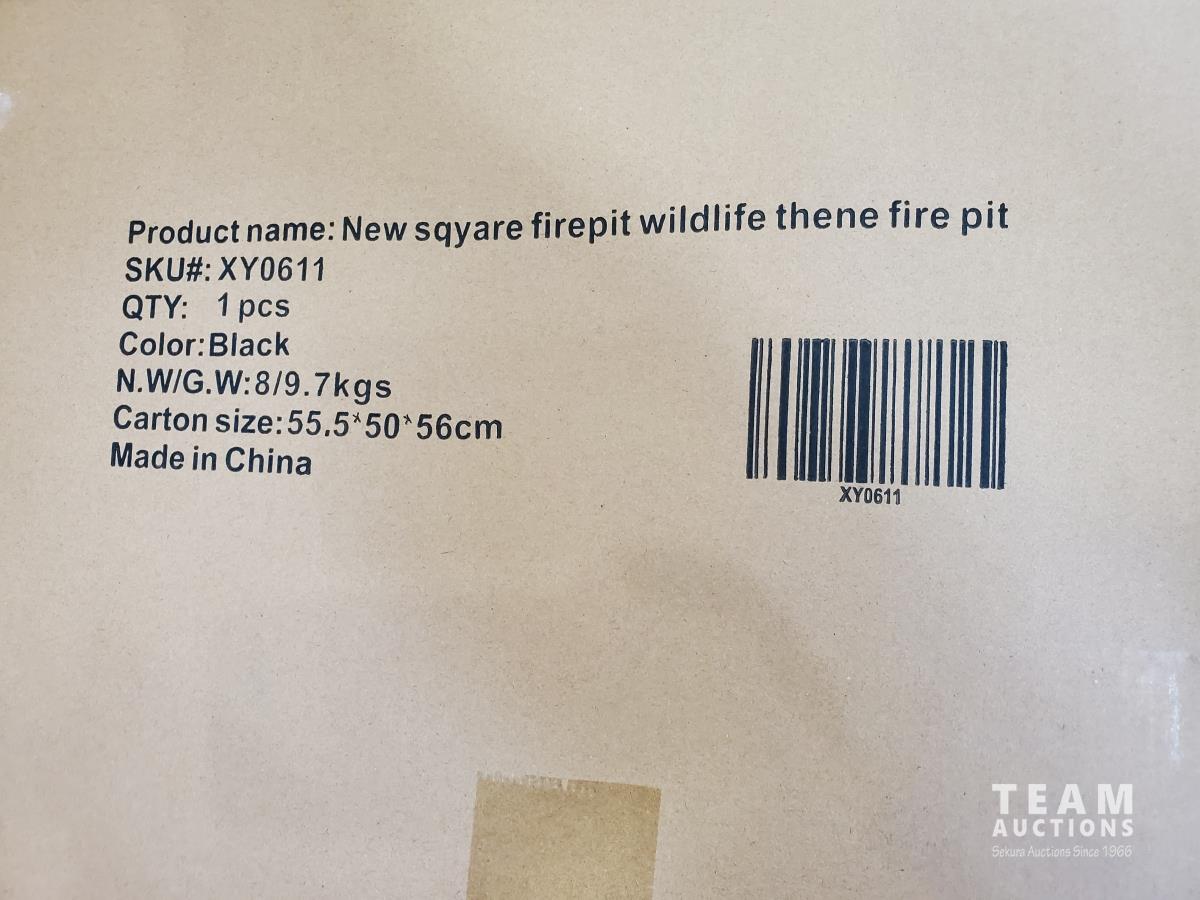 Product name: New sqyare firepit wildlife thene fire pit
SKU#: XY0611
QTY: 1 pcs
Color:Black
N.W/G.W:8/9.7kgs
Carton size:55.5*50*56cm
Made in China
XY0611
TEAM
AUCTIONS
Sekura Auctions Since 1966